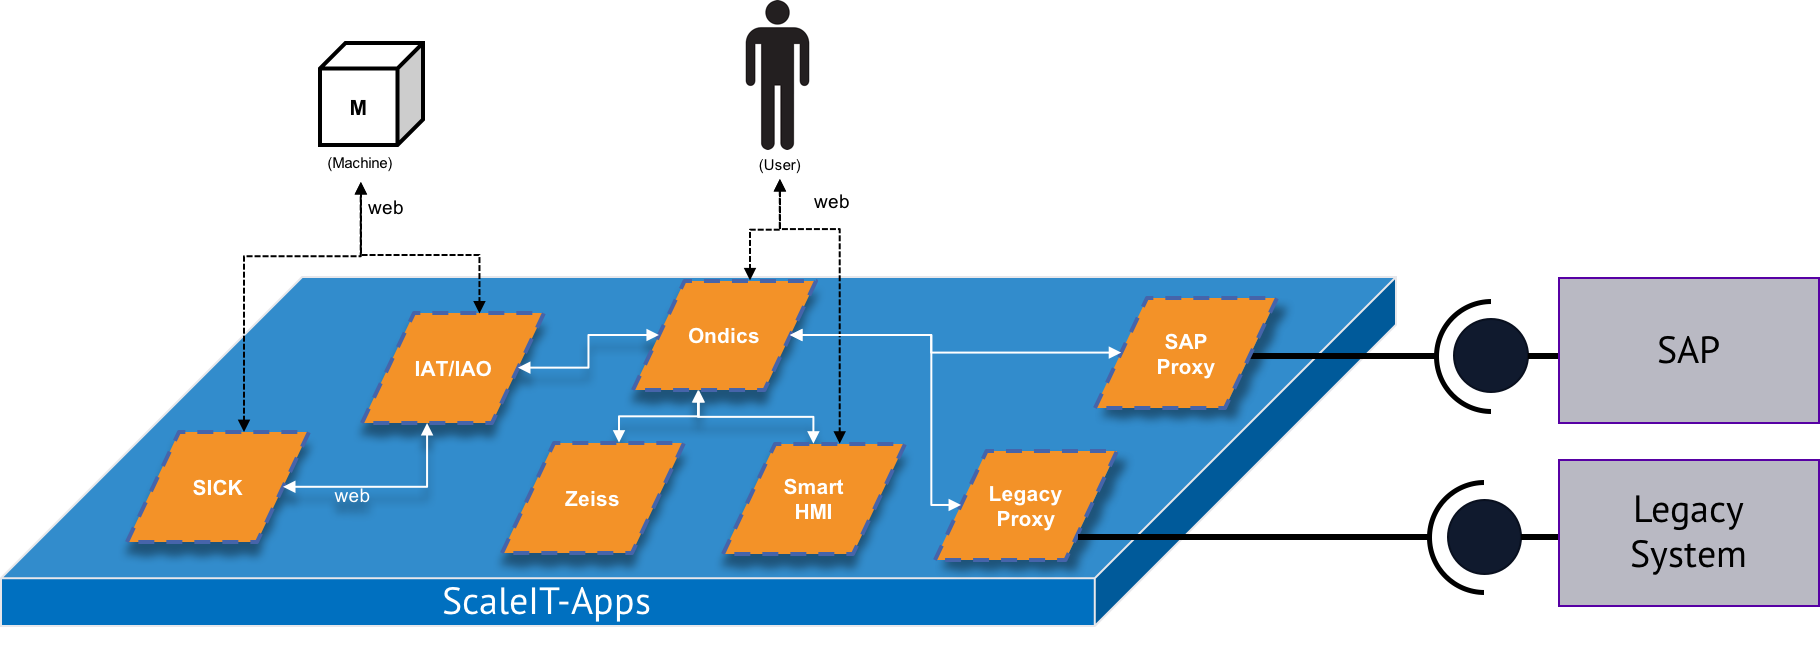 M
(Machine)
web
(User)
web
Ondics
IAT/IAO
SAP
Proxy
SAP
SICK
web
Zeiss
Smart
HMI
Legacy
Proxy
Legacy
System
ScaleIT-Apps